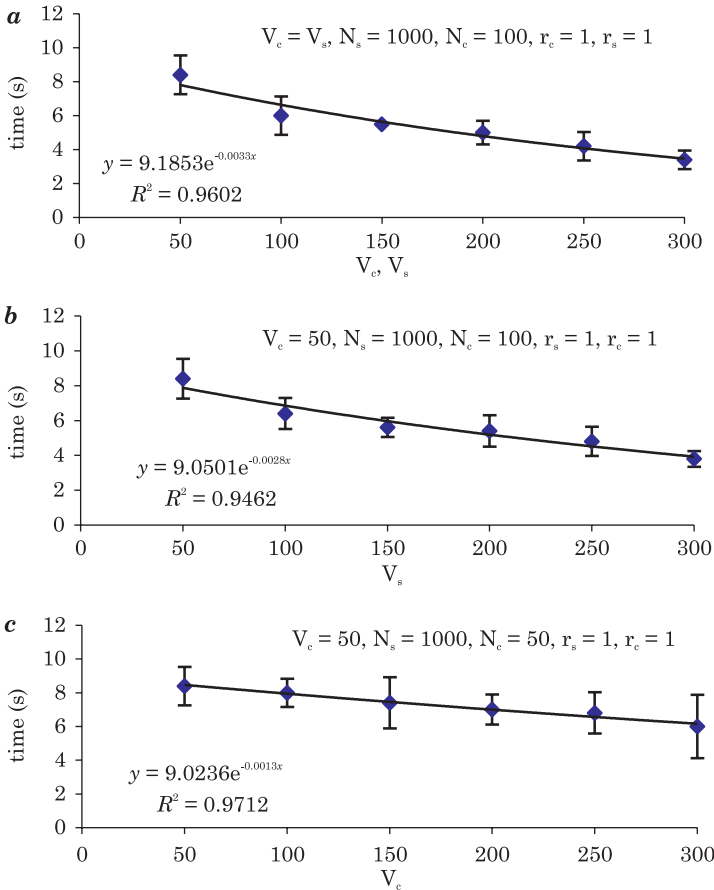 a
V_c = V_s, N_s = 1000, N_c = 100, r_c = 1, r_s = 1
time (s)
12
10
8
6
4
2
0
y = 9.1853e^-0.0033x
R² = 0.9602
0 50 100 150 200 250 300
V_c, V_s
b
V_c = 50, N_s = 1000, N_c = 100, r_s = 1, r_c = 1
time (s)
12
10
8
6
4
2
0
y = 9.0501e^-0.0028x
R² = 0.9462
0 50 100 150 200 250 300
V_s
c
V_c = 50, N_s = 1000, N_c = 50, r_s = 1, r_c = 1
time (s)
12
10
8
6
4
2
0
y = 9.0236e^-0.0013x
R² = 0.9712
0 50 100 150 200 250 300
V_c